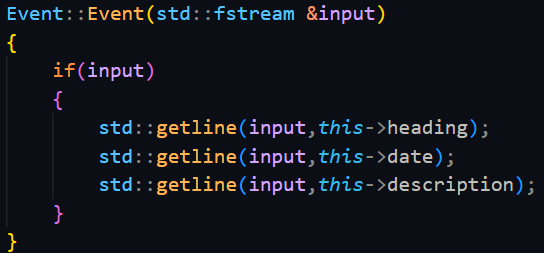 Event::Event(std::fstream &input)
{
    if(input)
    {
        std::getline(input,this->heading);
        std::getline(input,this->date);
        std::getline(input,this->description);
    }
}